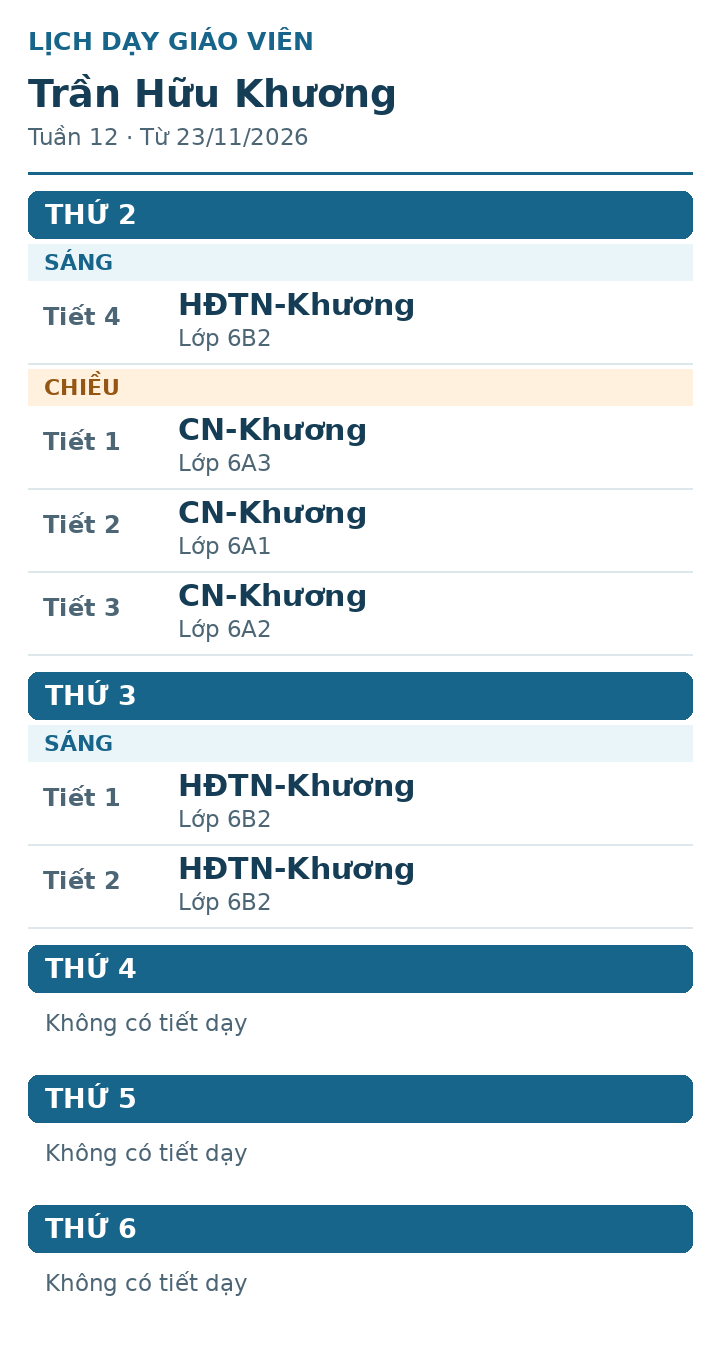 LỊCH DẠY GIÁO VIÊN
Trần Hữu Khương
Tuần 12 · Từ 23/11/2026
THỨ 2
SÁNG
Tiết 4
HĐTN-Khương
Lớp 6B2
CHIỀU
Tiết 1
CN-Khương
Lớp 6A3
Tiết 2
CN-Khương
Lớp 6A1
Tiết 3
CN-Khương
Lớp 6A2
THỨ 3
SÁNG
Tiết 1
HĐTN-Khương
Lớp 6B2
Tiết 2
HĐTN-Khương
Lớp 6B2
THỨ 4
Không có tiết dạy
THỨ 5
Không có tiết dạy
THỨ 6
Không có tiết dạy